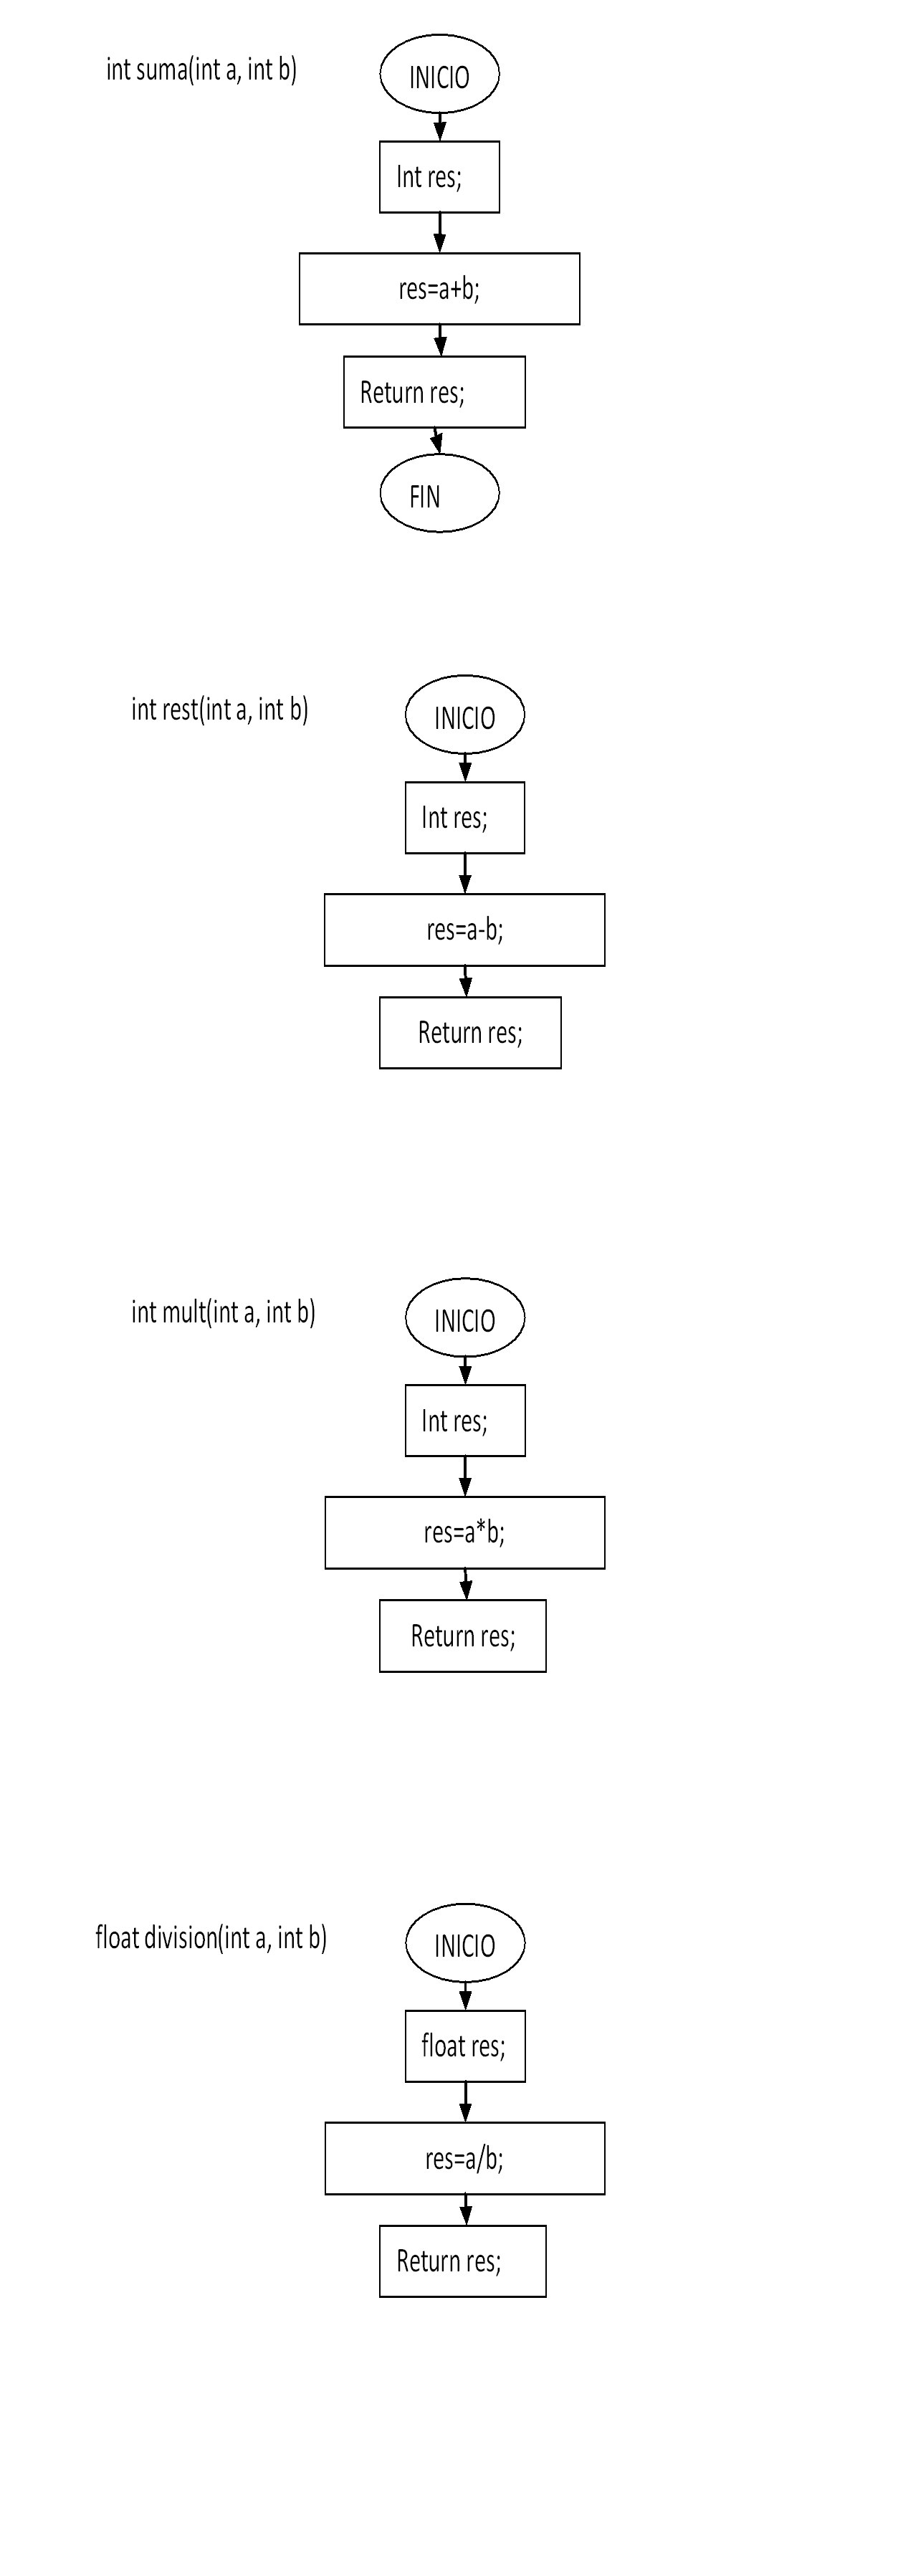 int suma(int a, int b)
INICIO
Int res;
res=a+b;
Return res;
FIN
int rest(int a, int b)
INICIO
Int res;
res=a-b;
Return res;
int mult(int a, int b)
INICIO
Int res;
res=a*b;
Return res;
float division(int a, int b)
INICIO
float res;
res=a/b;
Return res;